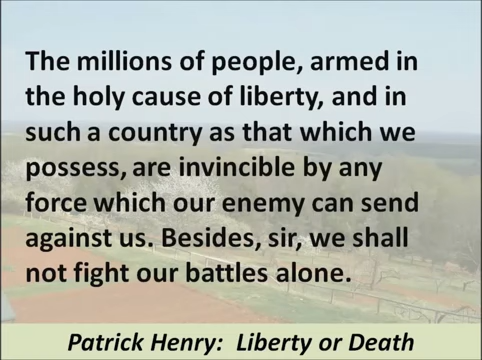 The millions of people, armed in
the holy cause of liberty, and in
such a country as that which we
possess, are invincible by any
force which our enemy can send
against us. Besides, sir, we shall
not fight our battles alone.
Patrick Henry:  Liberty or Death